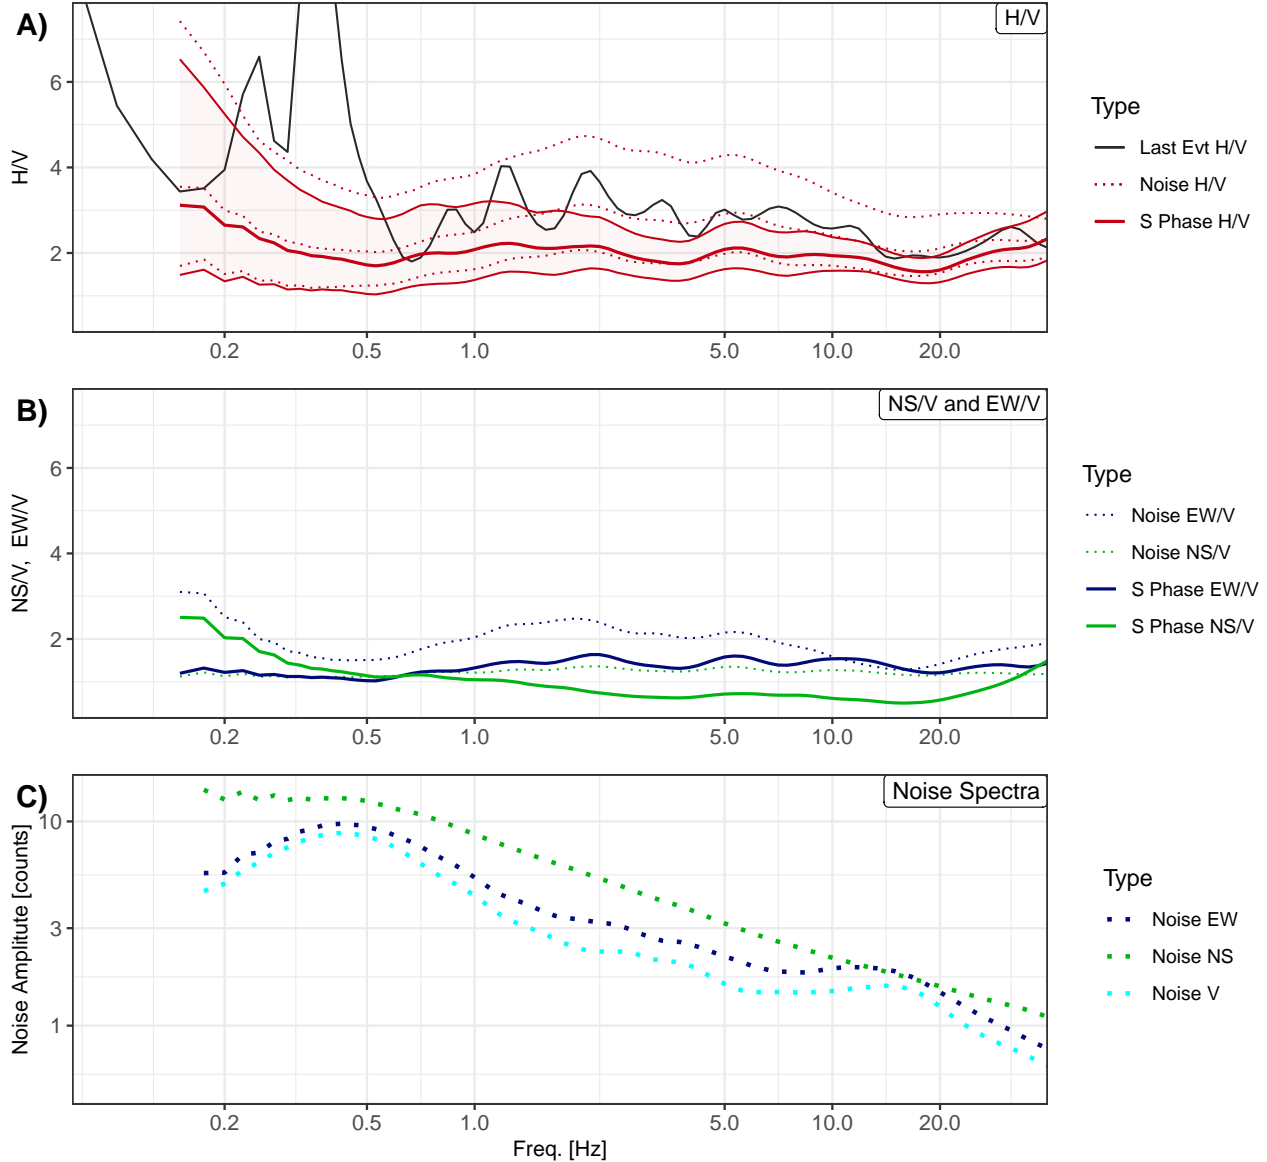 A)
H/V
6
4
2
H/V
0.2 0.5 1.0 5.0 10.0 20.0
Type
Last Evt H/V
Noise H/V
S Phase H/V
B)
NS/V and EW/V
6
4
2
NS/V, EW/V
0.2 0.5 1.0 5.0 10.0 20.0
Type
Noise EW/V
Noise NS/V
S Phase EW/V
S Phase NS/V
C)
Noise Spectra
10
3
1
Noise Amplitude [counts]
0.2 0.5 1.0 5.0 10.0 20.0
Freq. [Hz]
Type
Noise EW
Noise NS
Noise V